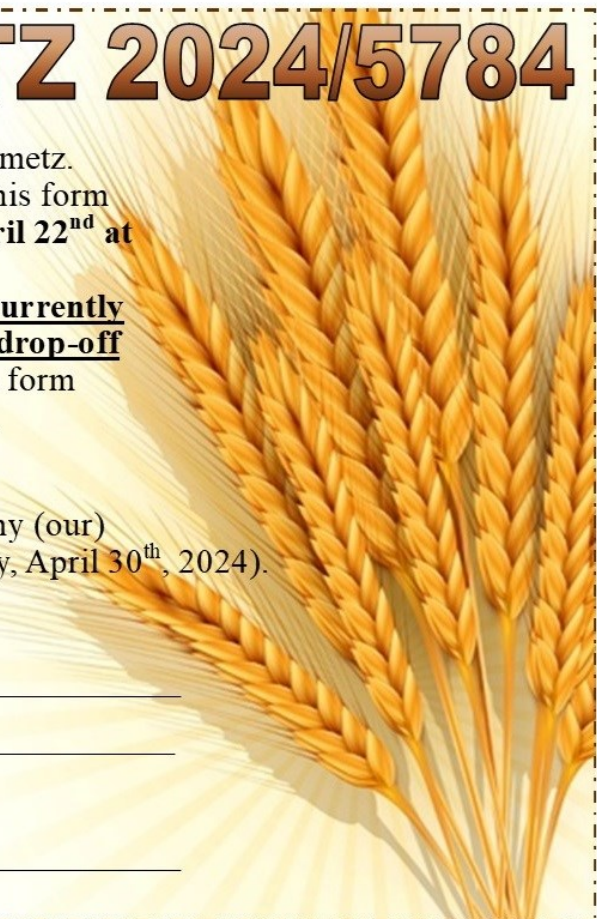 TZ 2024/5784
metz.
his form
ril 22nd at
urrently
drop-off
form
ny (our)
y, April 30th, 2024).